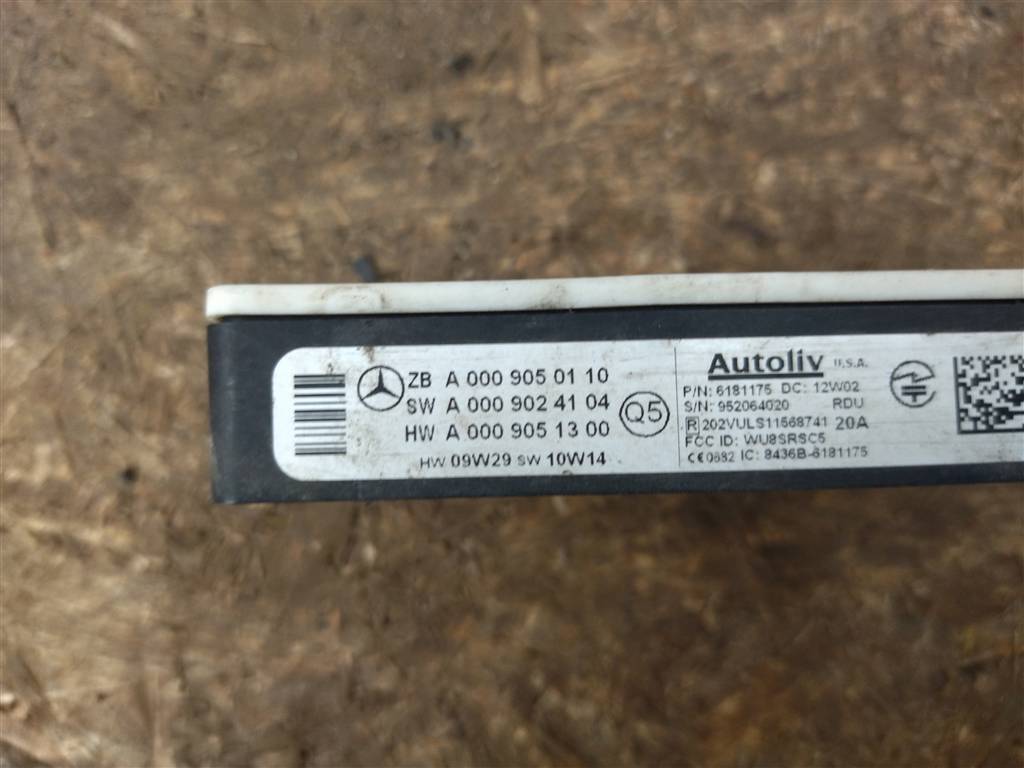 ZB A 000 905 01 10
SW A 000 902 41 04
HW A 000 905 13 00
HW 09W29 SW 10W14
Q5
Autoliv U.S.A.
P/N: 6181175 DC: 12W02
S/N: 952064020 RDU
R 202VULS11568741 20A
FCC ID: WU8SRSC5
CE0682 IC: 8436B-6181175